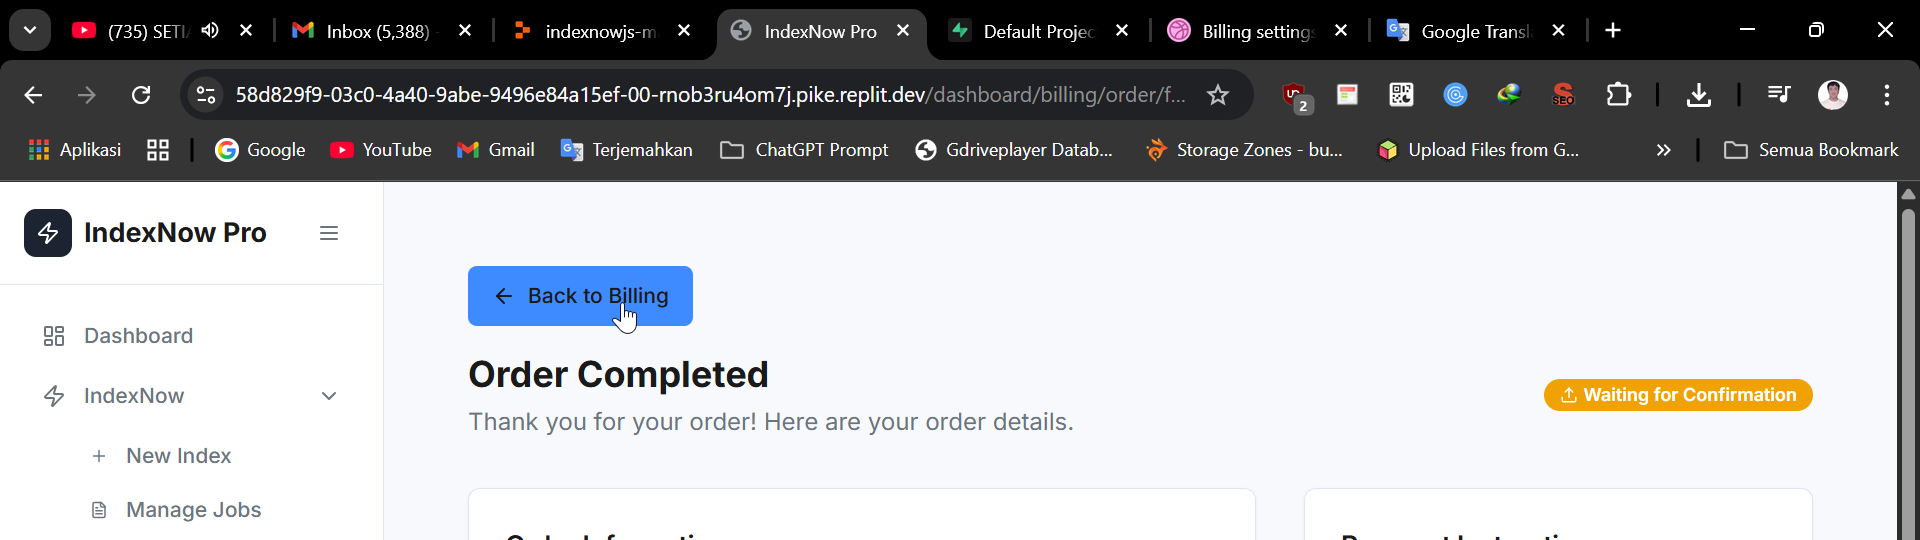 (735) SETI
Inbox (5,388)
indexnowjs-m
IndexNow Pro
Default Projec
Billing settings
Google Transl
58d829f9-03c0-4a40-9abe-9496e84a15ef-00-rnob3ru4om7j.pike.replit.dev/dashboard/billing/order/f...
2
SEO
Aplikasi
Google
YouTube
Gmail
Terjemahkan
ChatGPT Prompt
Gdriveplayer Datab...
Storage Zones - bu...
Upload Files from G...
Semua Bookmark
IndexNow Pro
Dashboard
IndexNow
New Index
Manage Jobs
Back to Billing
Order Completed
Thank you for your order! Here are your order details.
Waiting for Confirmation